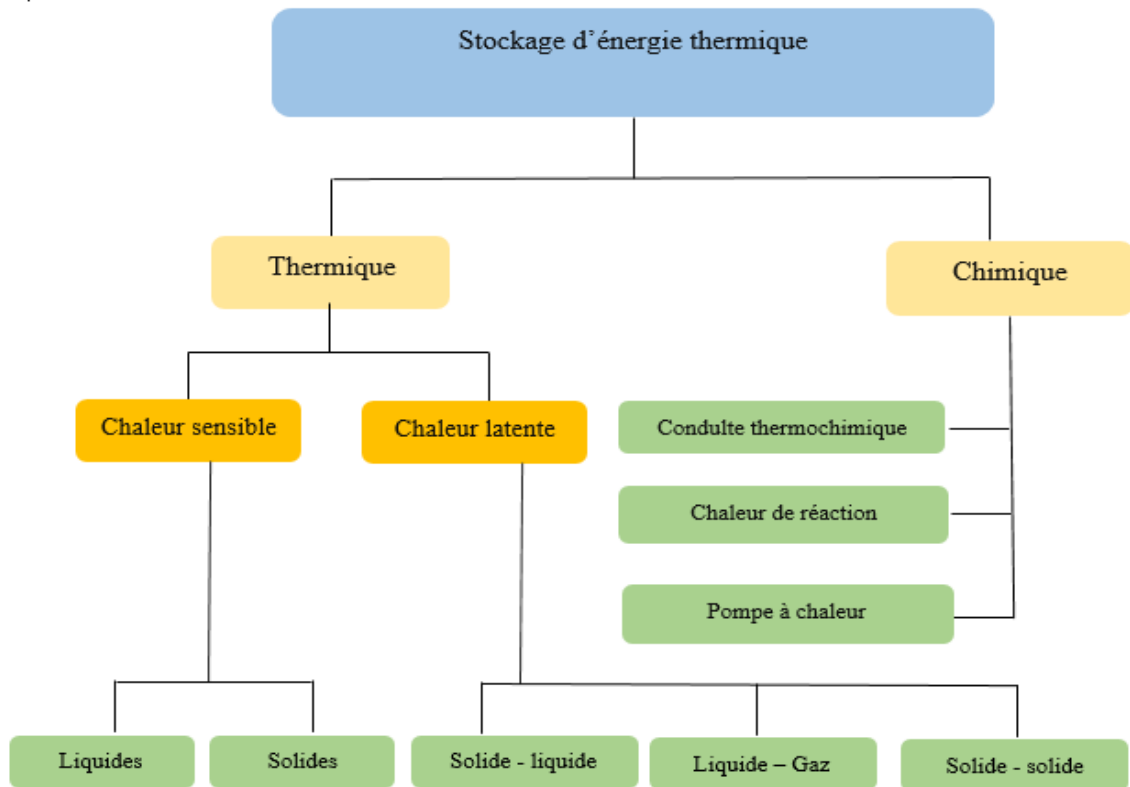 Stockage d'énergie thermique
Thermique
Chimique
Chaleur sensible
Chaleur latente
Condulte thermochimique
Chaleur de réaction
Pompe à chaleur
Liquides
Solides
Solide - liquide
Liquide – Gaz
Solide - solide